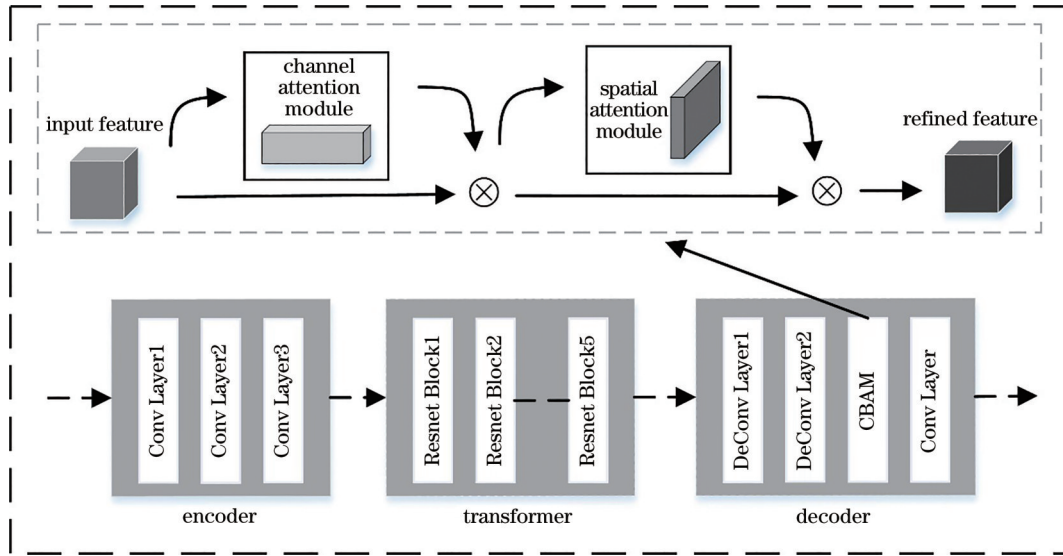 input feature
channel
attention
module
spatial
attention
module
refined feature
Conv Layer1
Conv Layer2
Conv Layer3
Resnet Block1
Resnet Block2
Resnet Block5
DeConv Layer1
DeConv Layer2
CBAM
Conv Layer
encoder
transformer
decoder